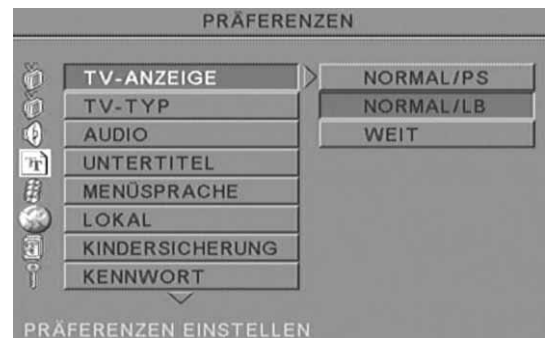 PRÄFERENZEN
TV-ANZEIGE
NORMAL/PS
TV-TYP
NORMAL/LB
AUDIO
WEIT
UNTERTITEL
MENÜSPRACHE
LOKAL
KINDERSICHERUNG
KENNWORT
PRÄFERENZEN EINSTELLEN